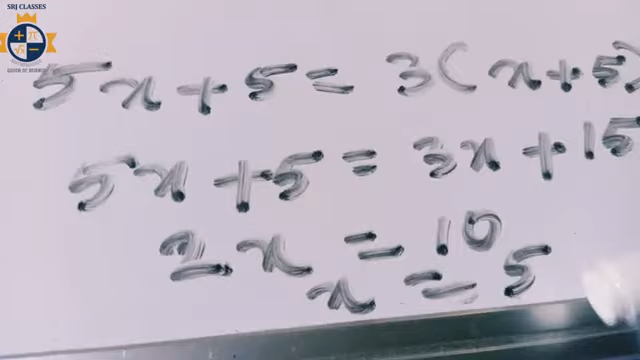 SRJ CLASSES
5x+5=3(x+5)
5x+5=3x+15
2x=10
x=5